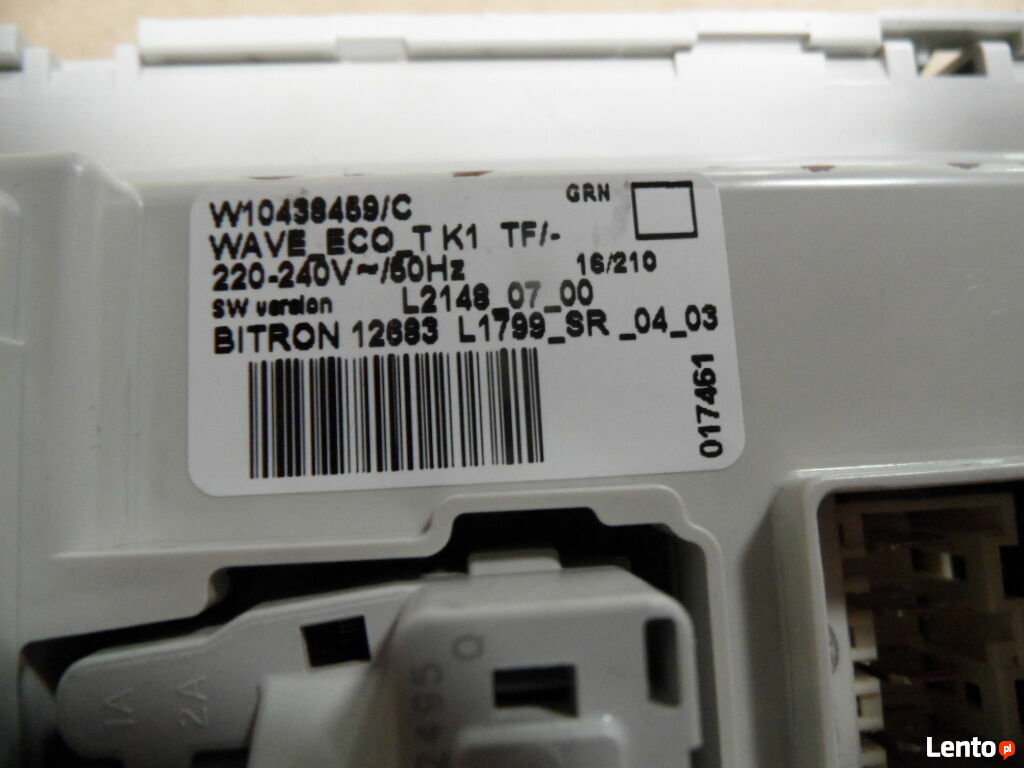 W10438459/C
GRN
WAVE_ECO_T K1 TF/-
220-240V~/50Hz
16/210
SW version L2148_07_00
BITRON 12683 L1799_SR _04_03
017461
1A
2A
Q
Lento.pl